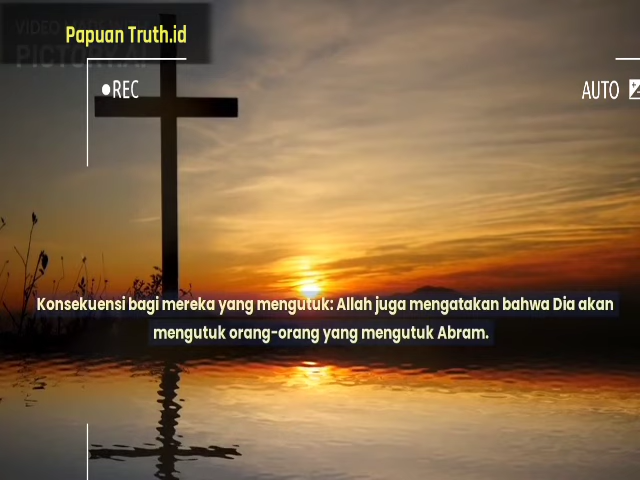 Papuan Truth.id
REC
AUTO
Konsekuensi bagi mereka yang mengutuk: Allah juga mengatakan bahwa Dia akan
mengutuk orang-orang yang mengutuk Abram.